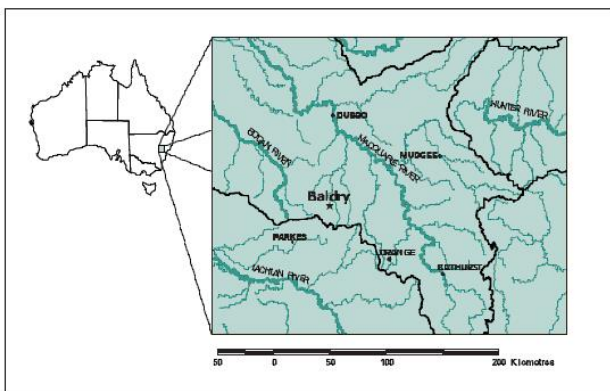 HUNTER RIVER
DUBBO
BOGAN RIVER
MACQUARIE RIVER
MUDGEE
Baldry
PARKES
ORANGE
BATHURST
LACHLAN RIVER
50 0 50 100 200 Kilometres